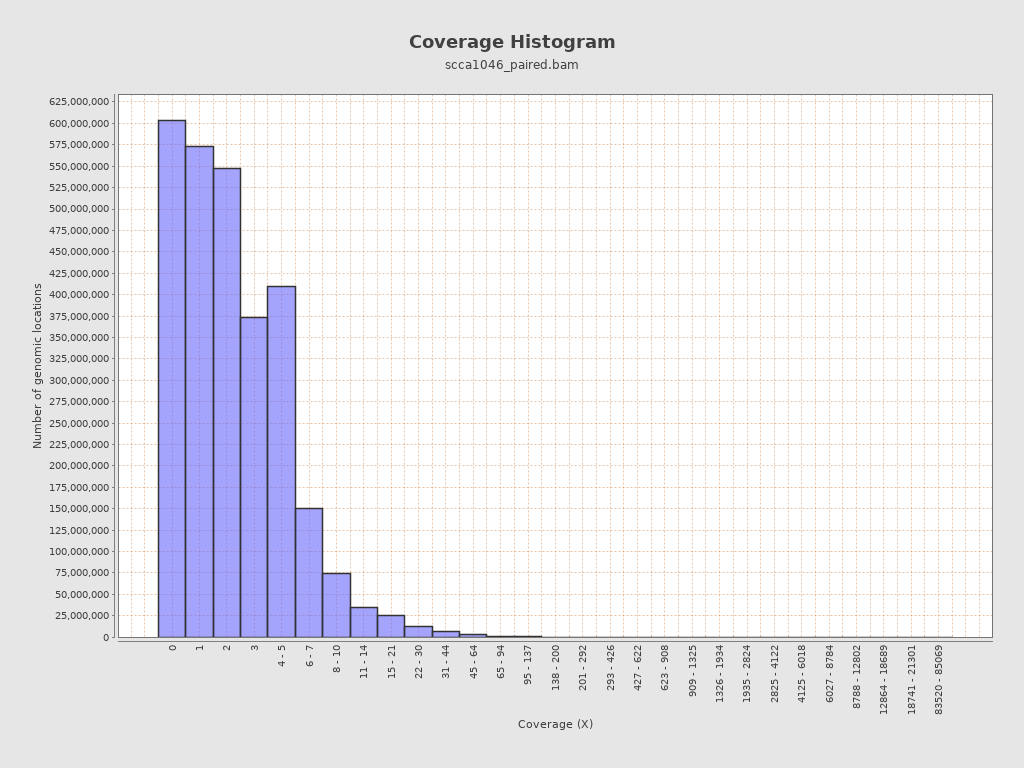 Coverage Histogram
scca1046_paired.bam
Number of genomic locations
625,000,000
600,000,000
575,000,000
550,000,000
525,000,000
500,000,000
475,000,000
450,000,000
425,000,000
400,000,000
375,000,000
350,000,000
325,000,000
300,000,000
275,000,000
250,000,000
225,000,000
200,000,000
175,000,000
150,000,000
125,000,000
100,000,000
75,000,000
50,000,000
25,000,000
0
0
1
2
3
4 - 5
6 - 7
8 - 10
11 - 14
15 - 21
22 - 30
31 - 44
45 - 64
65 - 94
95 - 137
138 - 200
201 - 292
293 - 426
427 - 622
623 - 908
909 - 1325
1326 - 1934
1935 - 2824
2825 - 4122
4125 - 6018
6027 - 8784
8788 - 12802
12864 - 18689
18741 - 21301
83520 - 85069
Coverage (X)